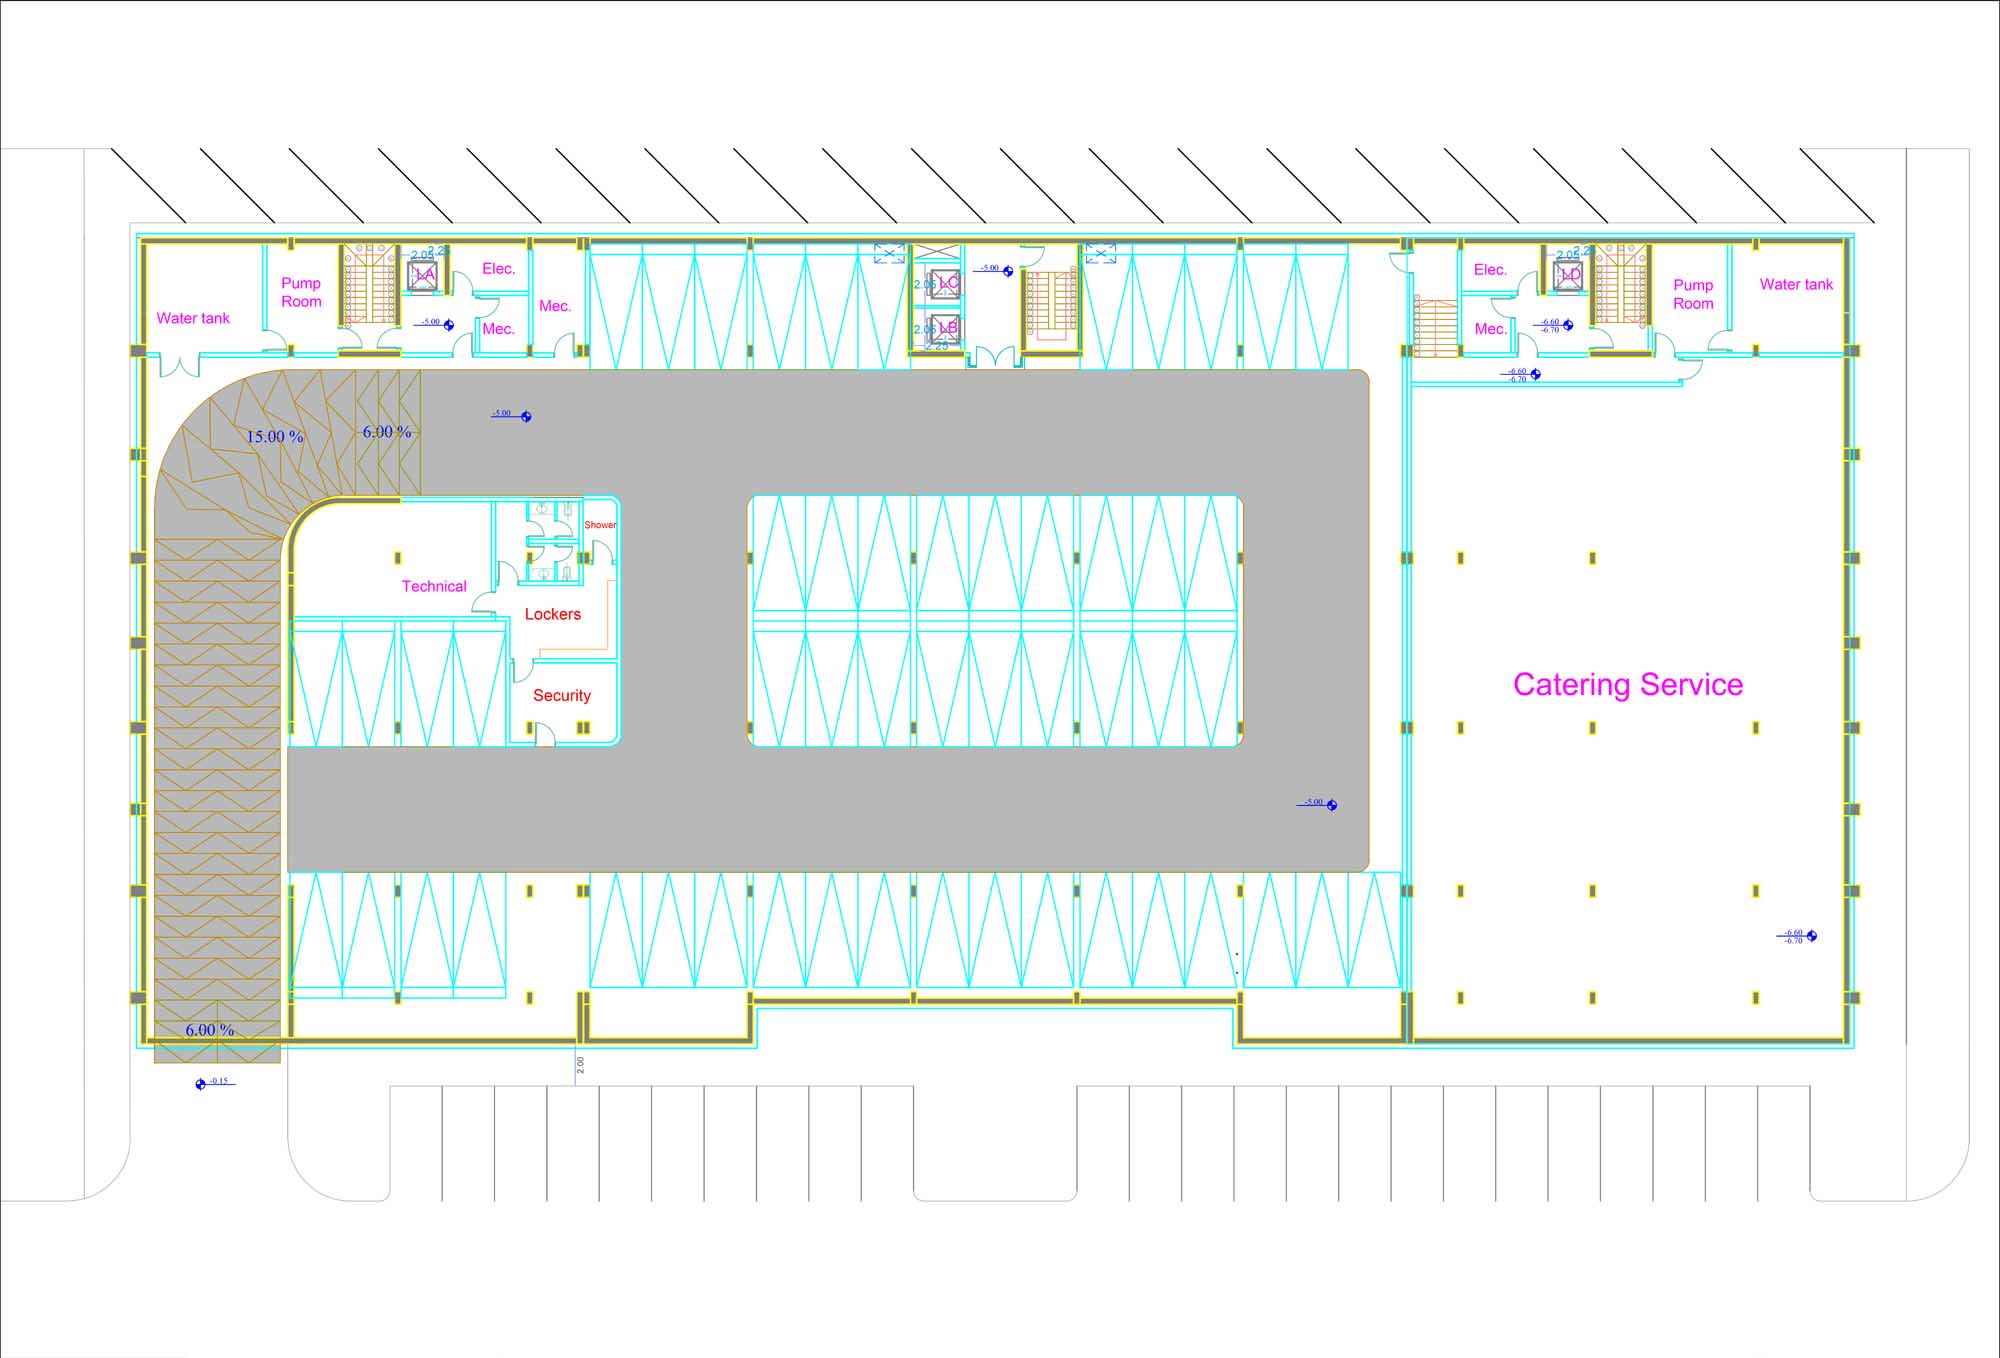 2.25
2.05
LA
Elec.
Pump
Room
Water tank
Mec.
-5.00
Mec.
2.05
LC
-5.00
2.05
LB
2.25
Elec.
2.05
2.25
LD
Pump
Room
Water tank
Mec.
-6.60
-6.70
-6.60
-6.70
-5.00
15.00 %
6.00 %
Shower
Technical
Lockers
Security
Catering Service
-5.00
-6.60
-6.70
6.00 %
2.00
-0.15